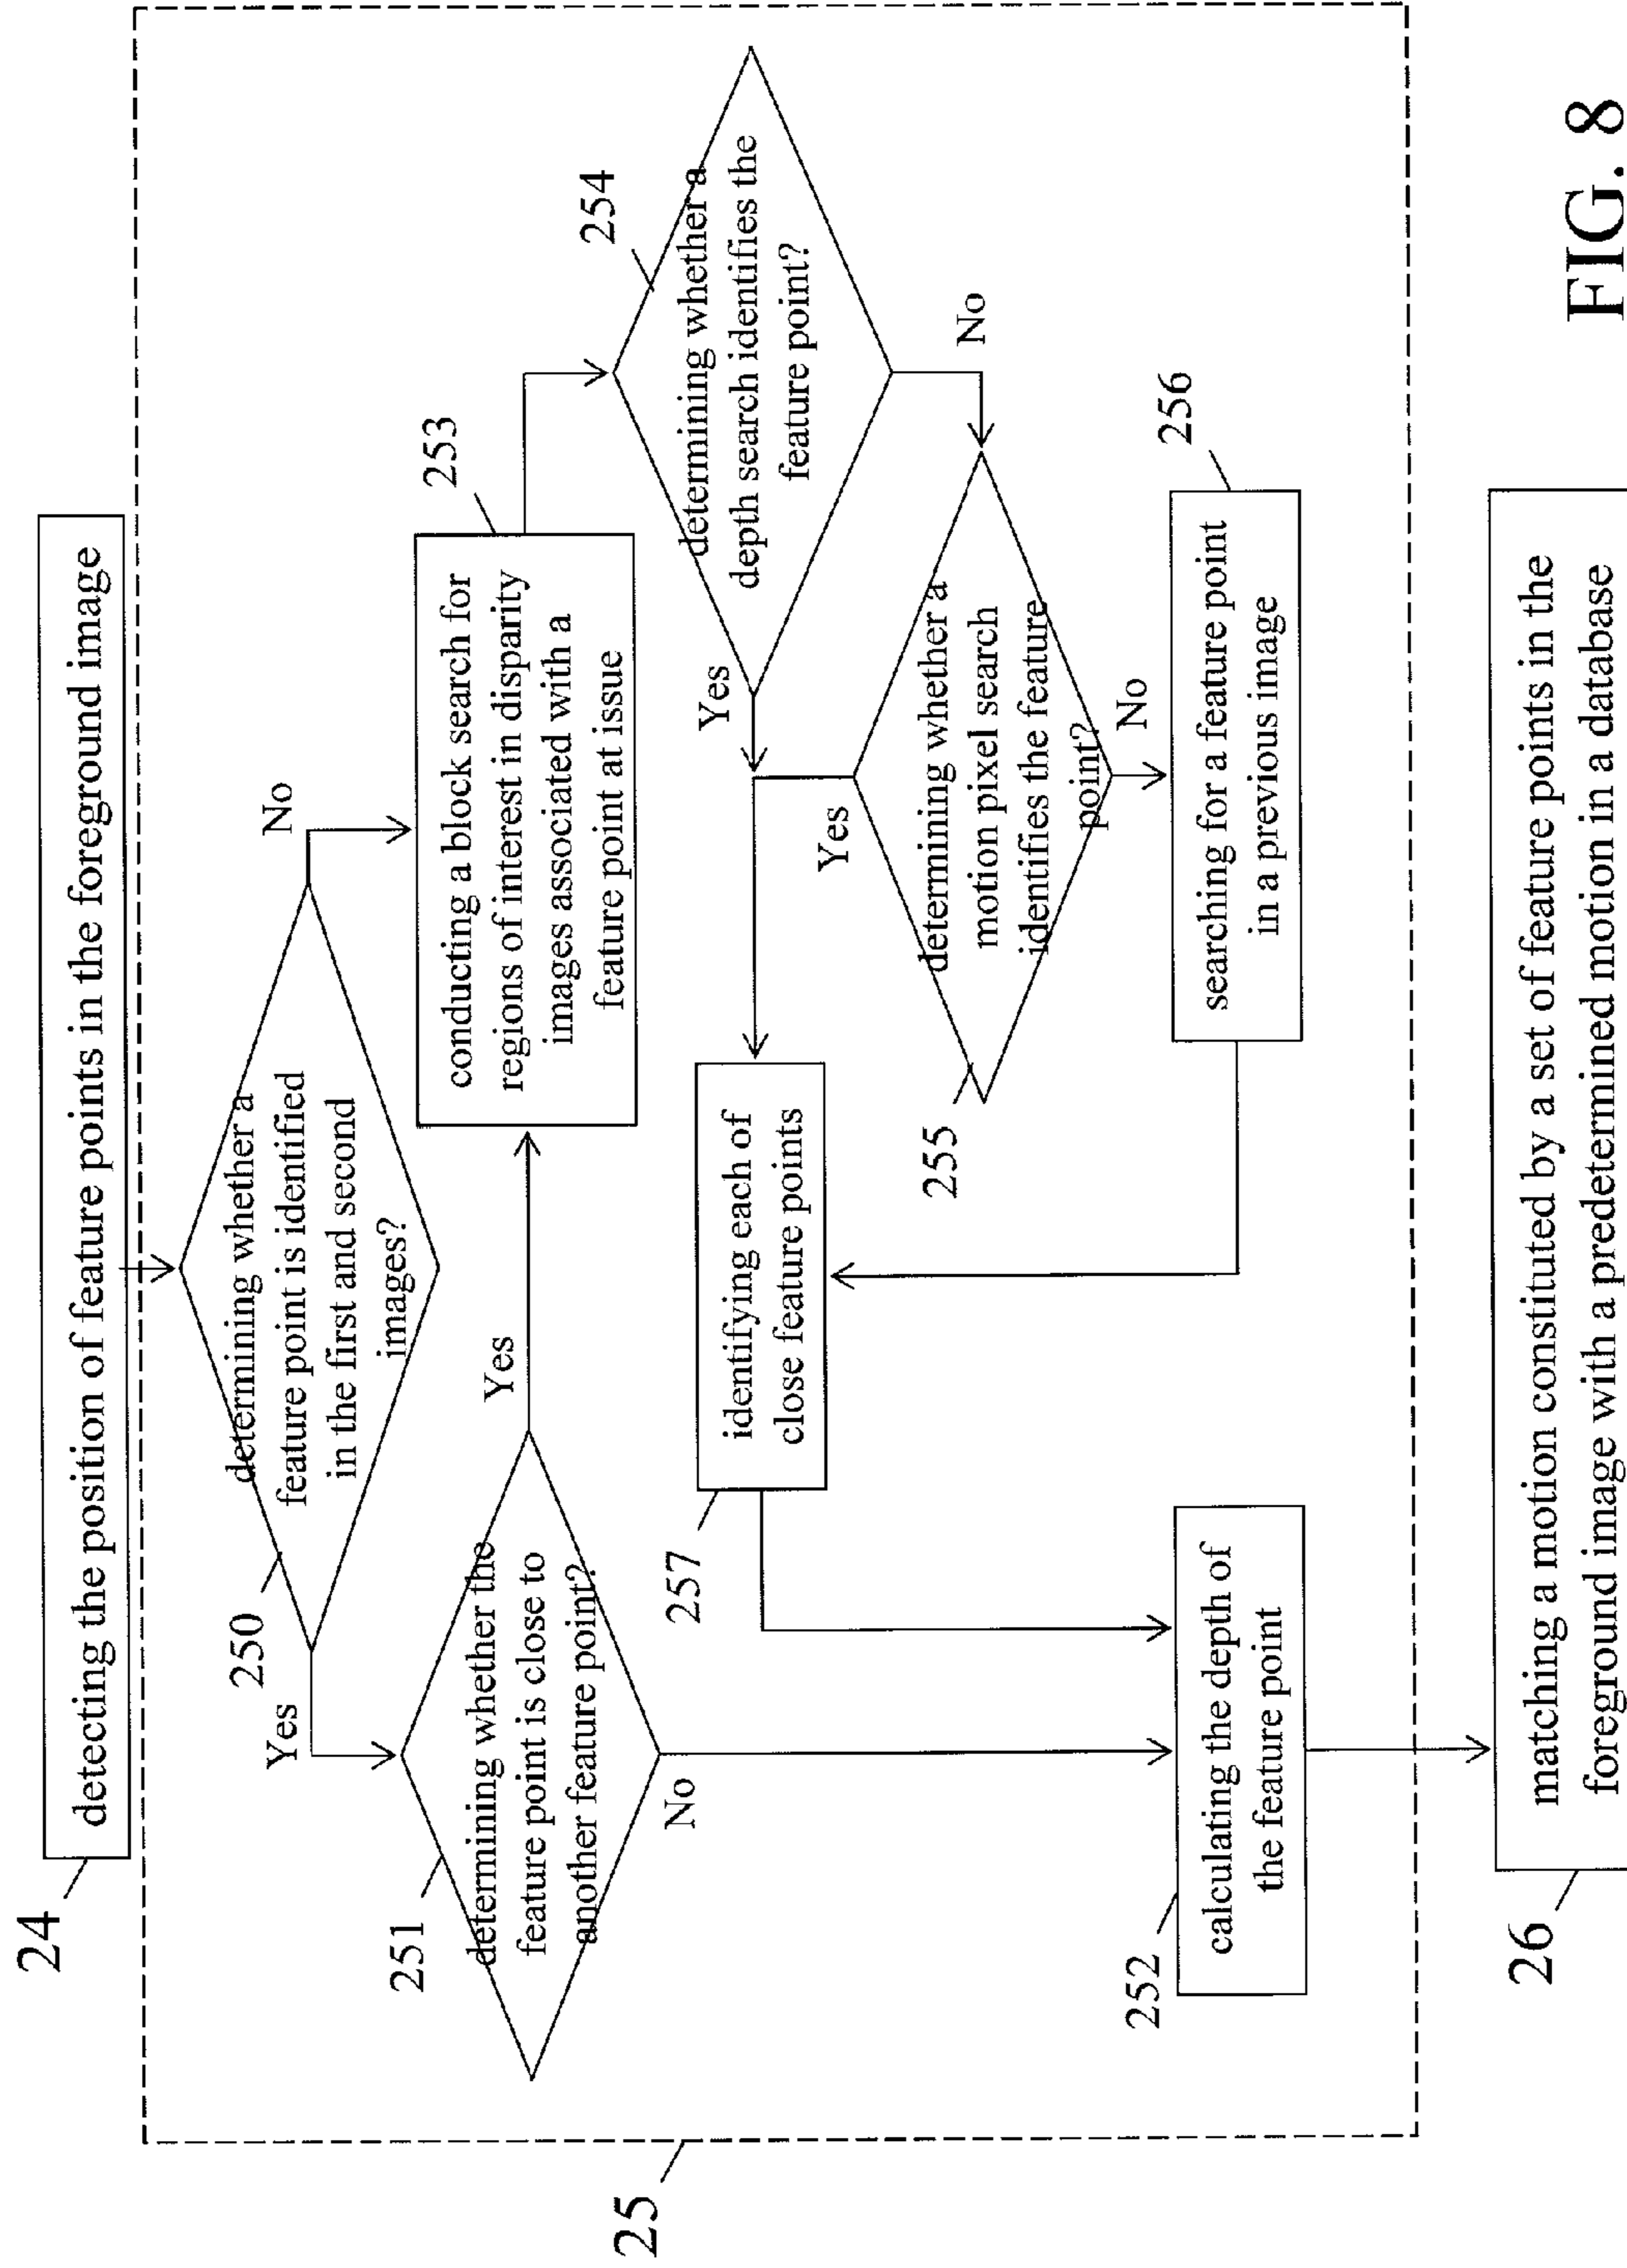 24
detecting the position of feature points in the foreground image
25
250
determining whether a
feature point is identified
in the first and second
images?
Yes
No
251
determining whether the
feature point is close to
another feature point?
Yes
No
253
conducting a block search for
regions of interest in disparity
images associated with a
feature point at issue
254
determining whether a
depth search identifies the
feature point?
Yes
No
255
determining whether a
motion pixel search
identifies the feature
point?
Yes
No
256
searching for a feature point
in a previous image
257
identifying each of
close feature points
252
calculating the depth of
the feature point
26
matching a motion constituted by a set of feature points in the
foreground image with a predetermined motion in a database
FIG. 8